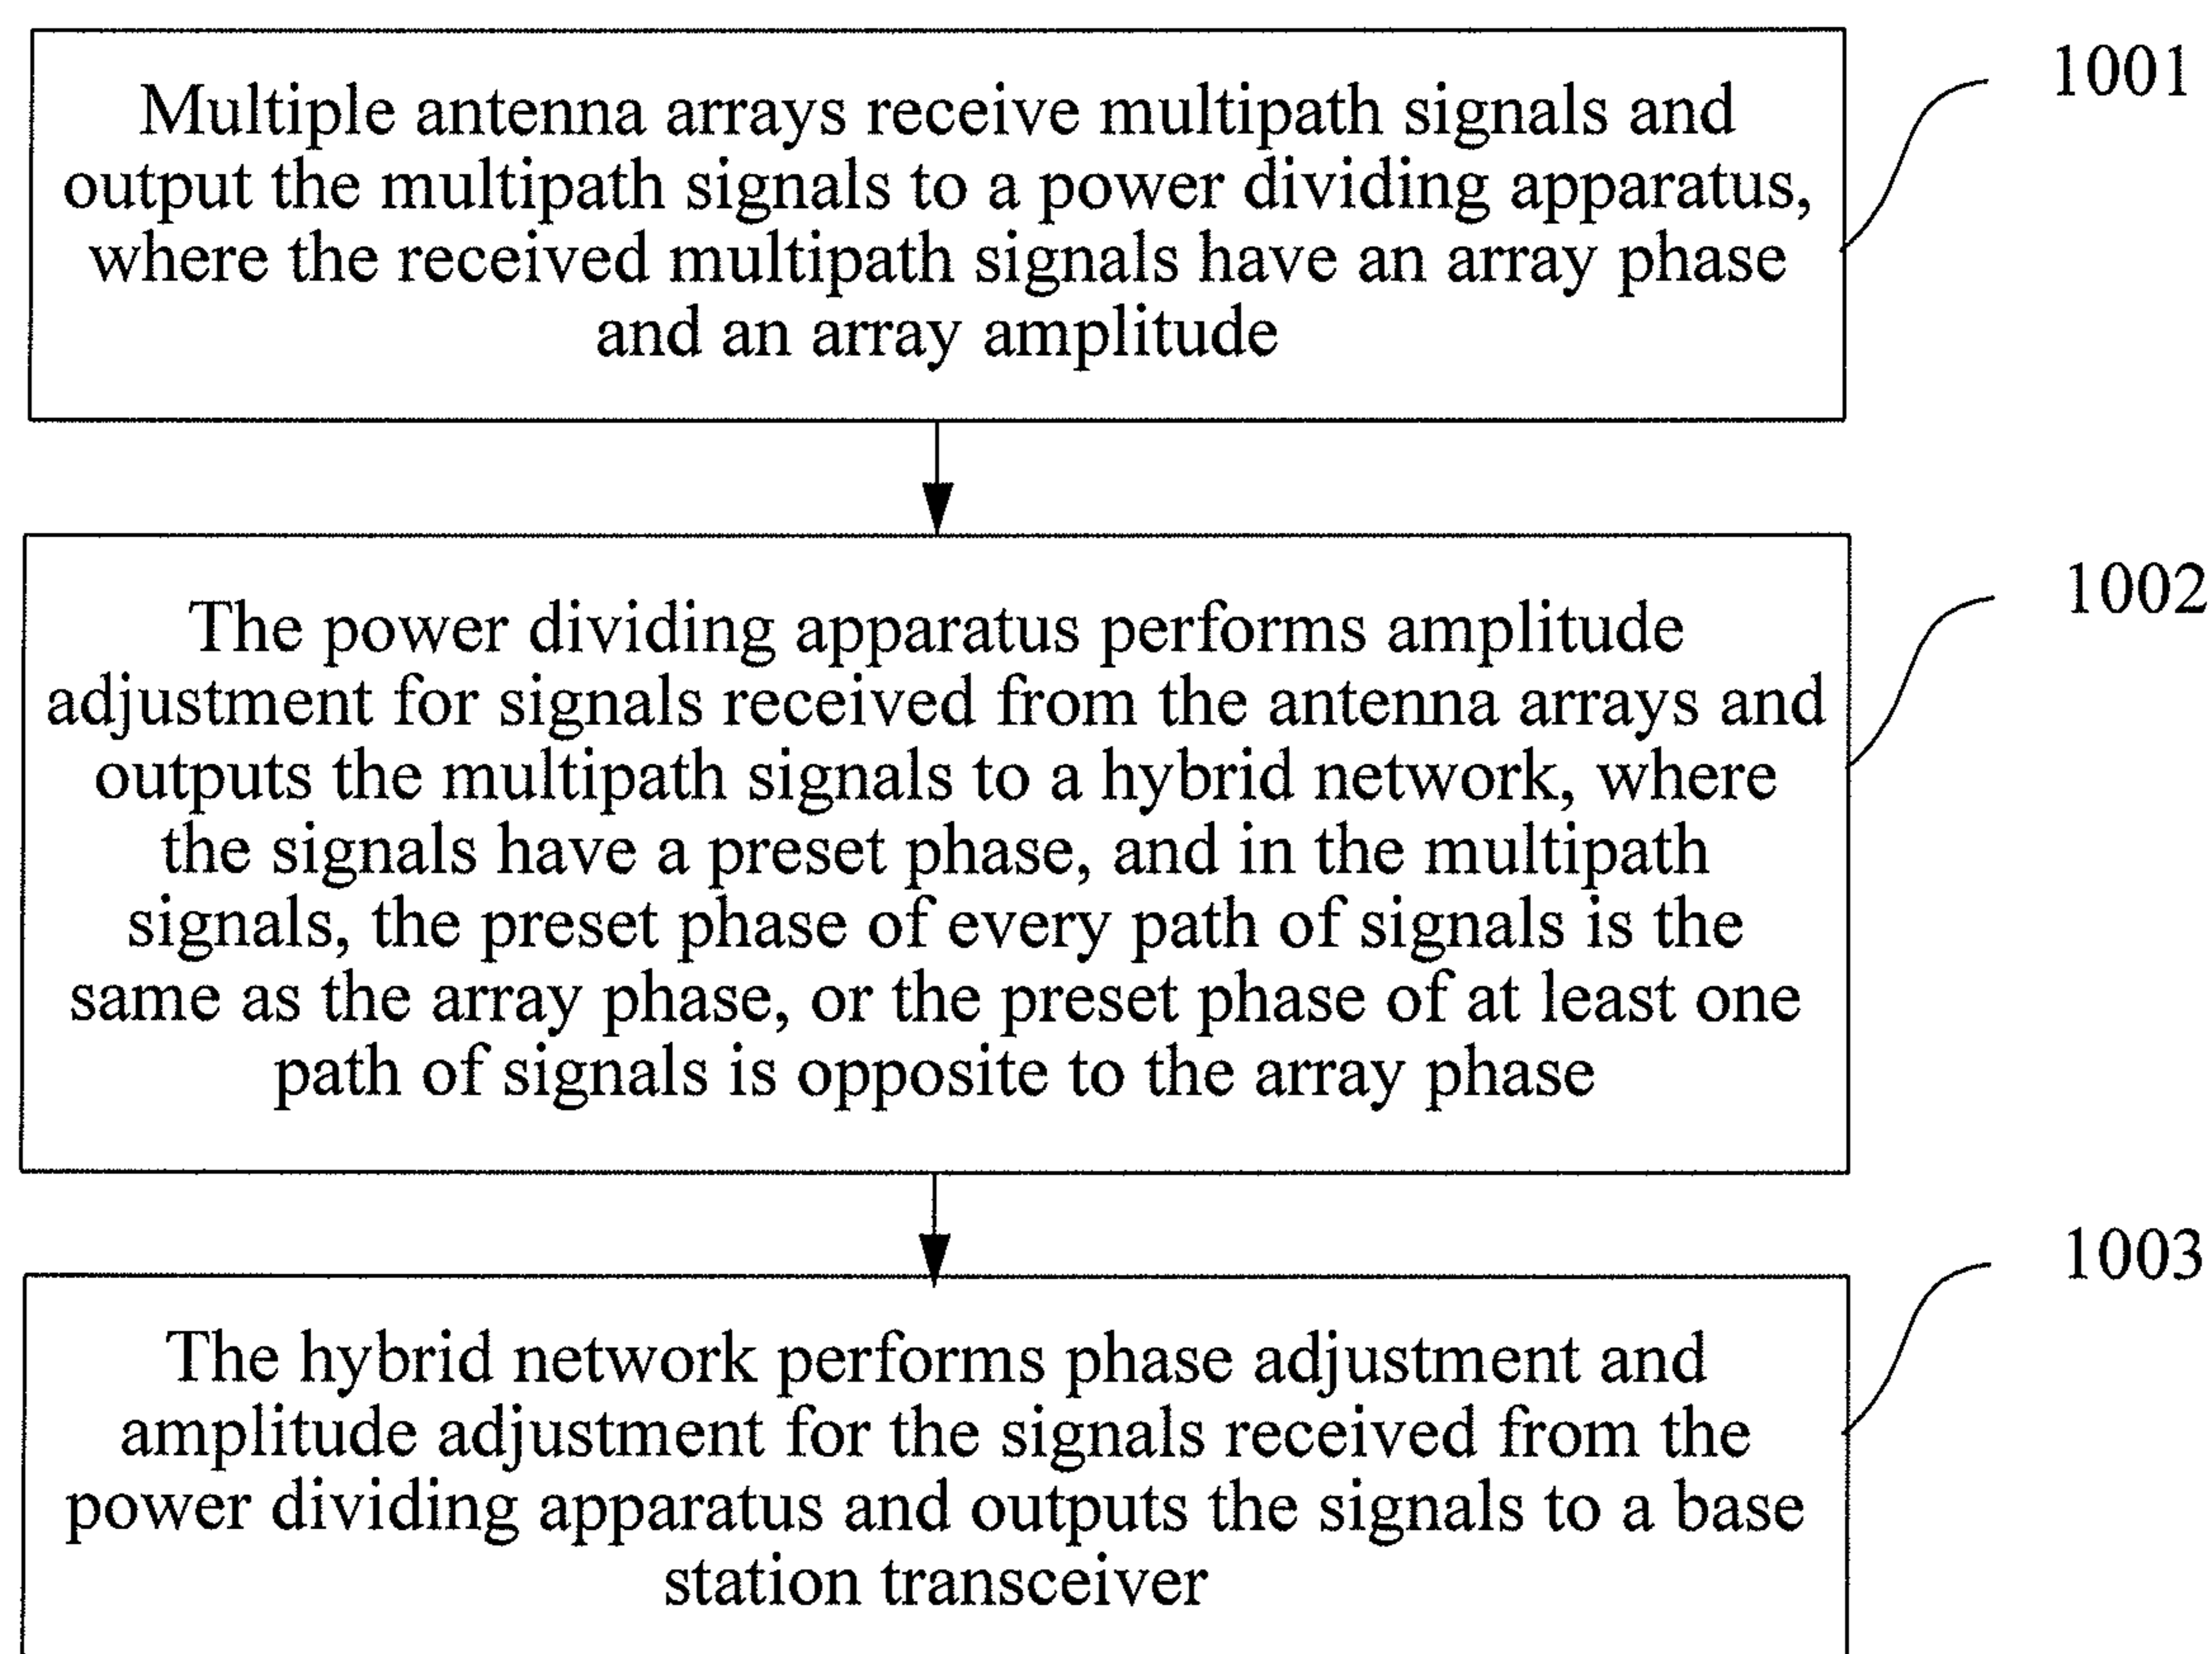 Multiple antenna arrays receive multipath signals and
output the multipath signals to a power dividing apparatus,
where the received multipath signals have an array phase
and an array amplitude
1001
The power dividing apparatus performs amplitude
adjustment for signals received from the antenna arrays and
outputs the multipath signals to a hybrid network, where
the signals have a preset phase, and in the multipath
signals, the preset phase of every path of signals is the
same as the array phase, or the preset phase of at least one
path of signals is opposite to the array phase
1002
The hybrid network performs phase adjustment and
amplitude adjustment for the signals received from the
power dividing apparatus and outputs the signals to a base
station transceiver
1003